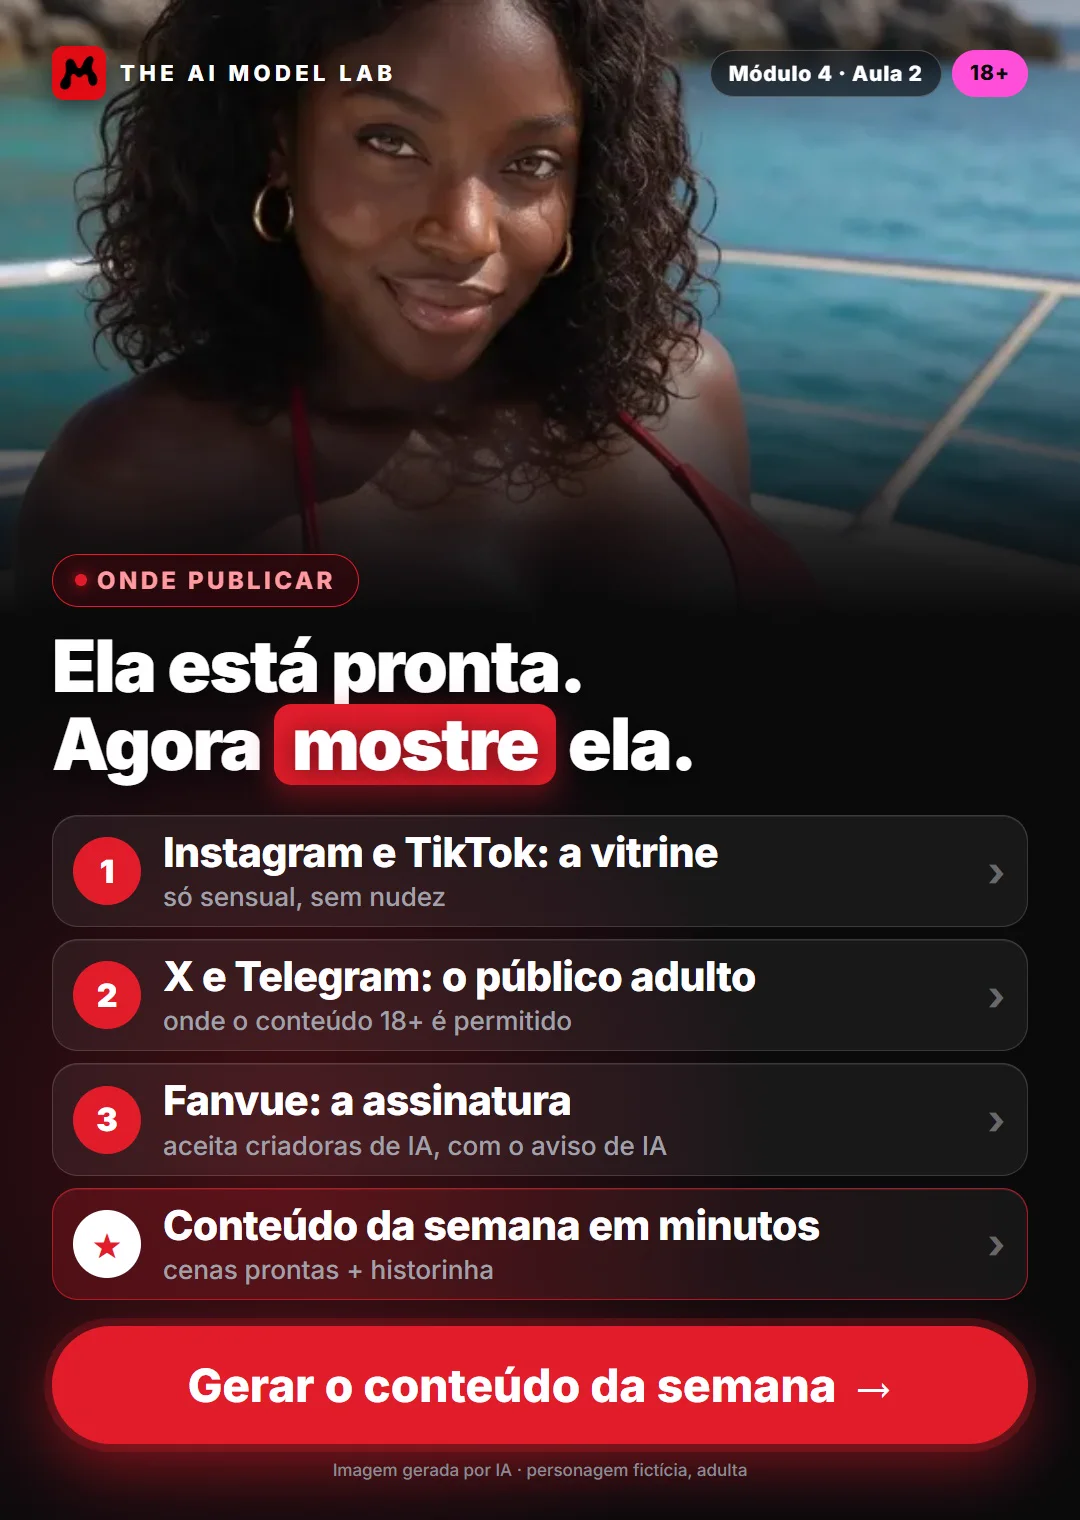 THE AI MODEL LAB
Módulo 4 · Aula 2
18+
ONDE PUBLICAR
Ela está pronta.
Agora mostre ela.
1
Instagram e TikTok: a vitrine
só sensual, sem nudez
2
X e Telegram: o público adulto
onde o conteúdo 18+ é permitido
3
Fanvue: a assinatura
aceita criadoras de IA, com o aviso de IA
★
Conteúdo da semana em minutos
cenas prontas + historinha
Gerar o conteúdo da semana →
Imagem gerada por IA · personagem fictícia, adulta